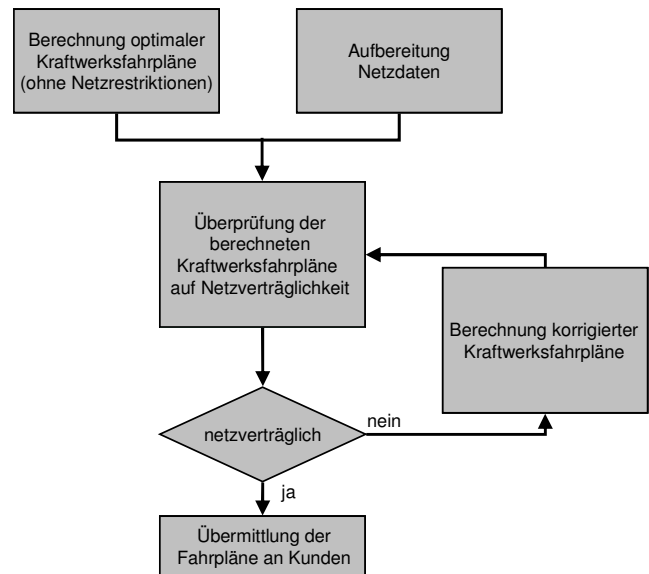 Berechnung optimaler
Kraftwerksfahrpläne
(ohne Netzrestriktionen)
Aufbereitung
Netzdaten
Überprüfung der
berechneten
Kraftwerksfahrpläne
auf Netzverträglichkeit
Berechnung korrigierter
Kraftwerksfahrpläne
netzverträglich
nein
ja
Übermittlung der
Fahrpläne an Kunden